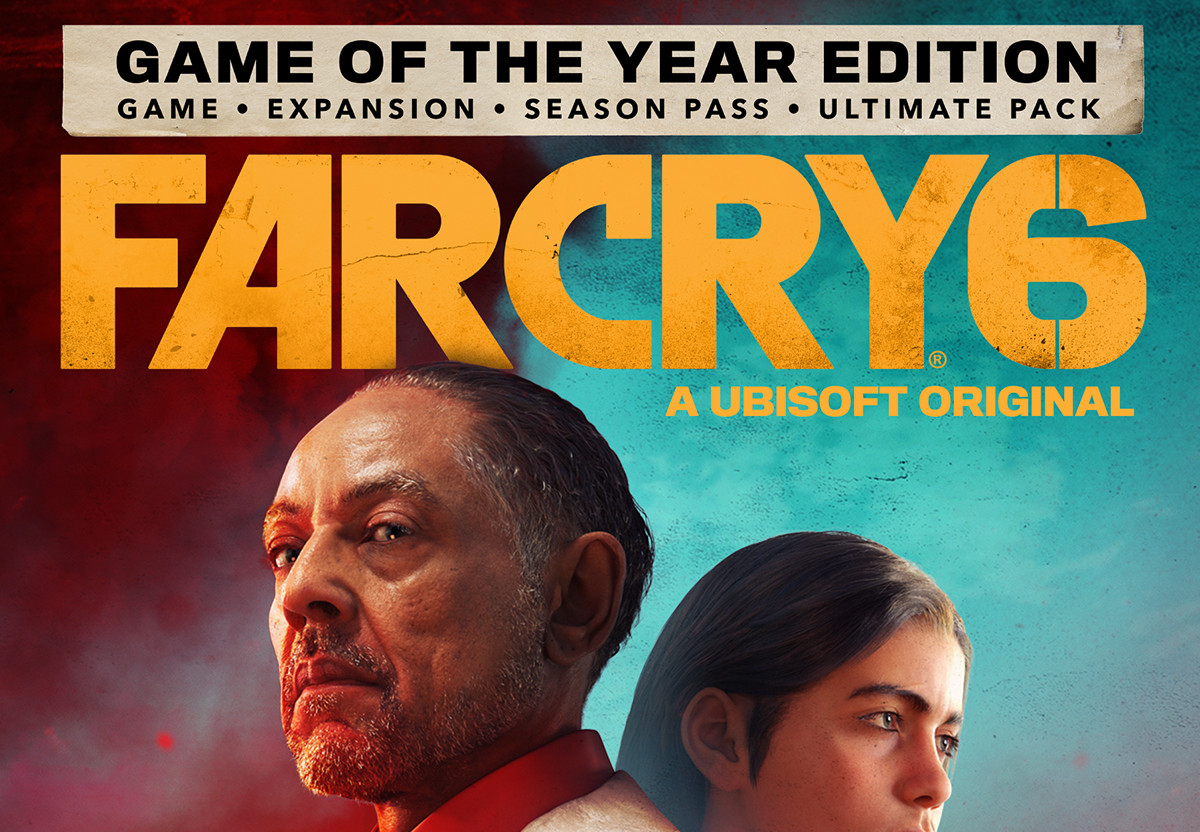 GAME OF THE YEAR EDITION
GAME • EXPANSION • SEASON PASS • ULTIMATE PACK
FARCRY6®
A UBISOFT ORIGINAL